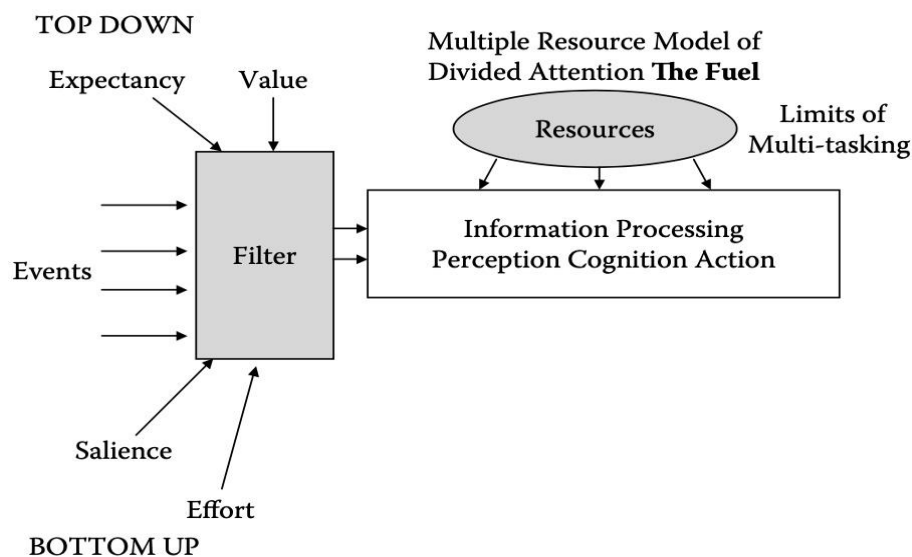 TOP DOWN
Expectancy
Value
Multiple Resource Model of
Divided Attention The Fuel
Resources
Limits of
Multi-tasking
Events
Filter
Information Processing
Perception Cognition Action
Salience
Effort
BOTTOM UP